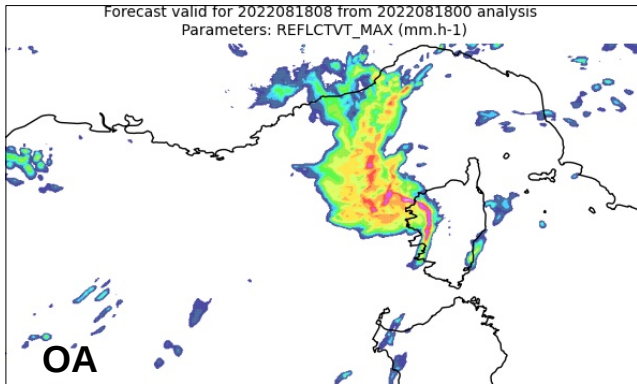 Forecast valid for 2022081808 from 2022081800 analysis
Parameters: REFLCTVT_MAX (mm.h-1)
OA